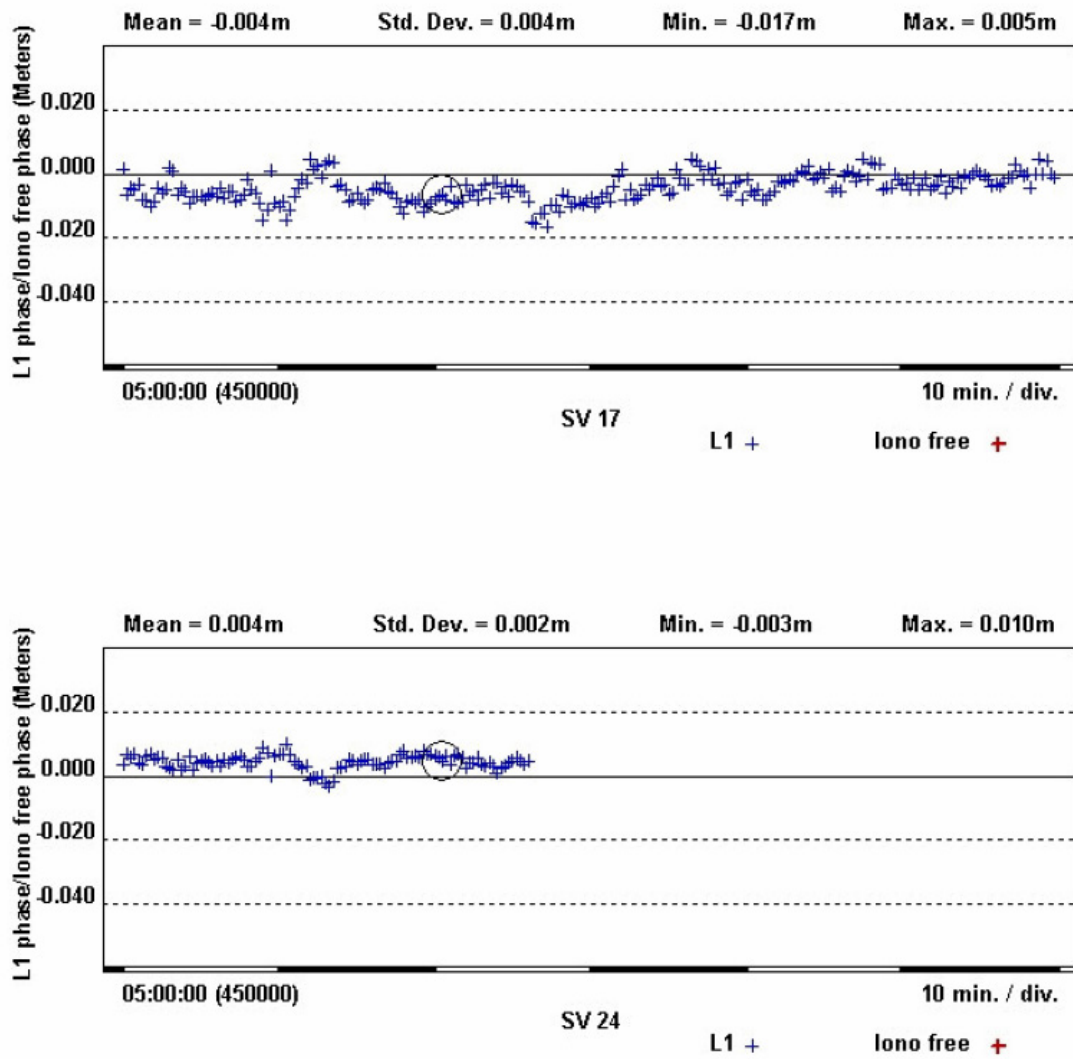 Mean = -0.004m Std. Dev. = 0.004m Min. = -0.017m Max. = 0.005m
L1 phase/Iono free phase (Meters)
0.020
0.000
-0.020
-0.040
05:00:00 (450000) 10 min. / div.
SV 17
L1 + Iono free +
Mean = 0.004m Std. Dev. = 0.002m Min. = -0.003m Max. = 0.010m
L1 phase/Iono free phase (Meters)
0.020
0.000
-0.020
-0.040
05:00:00 (450000) 10 min. / div.
SV 24
L1 + Iono free +